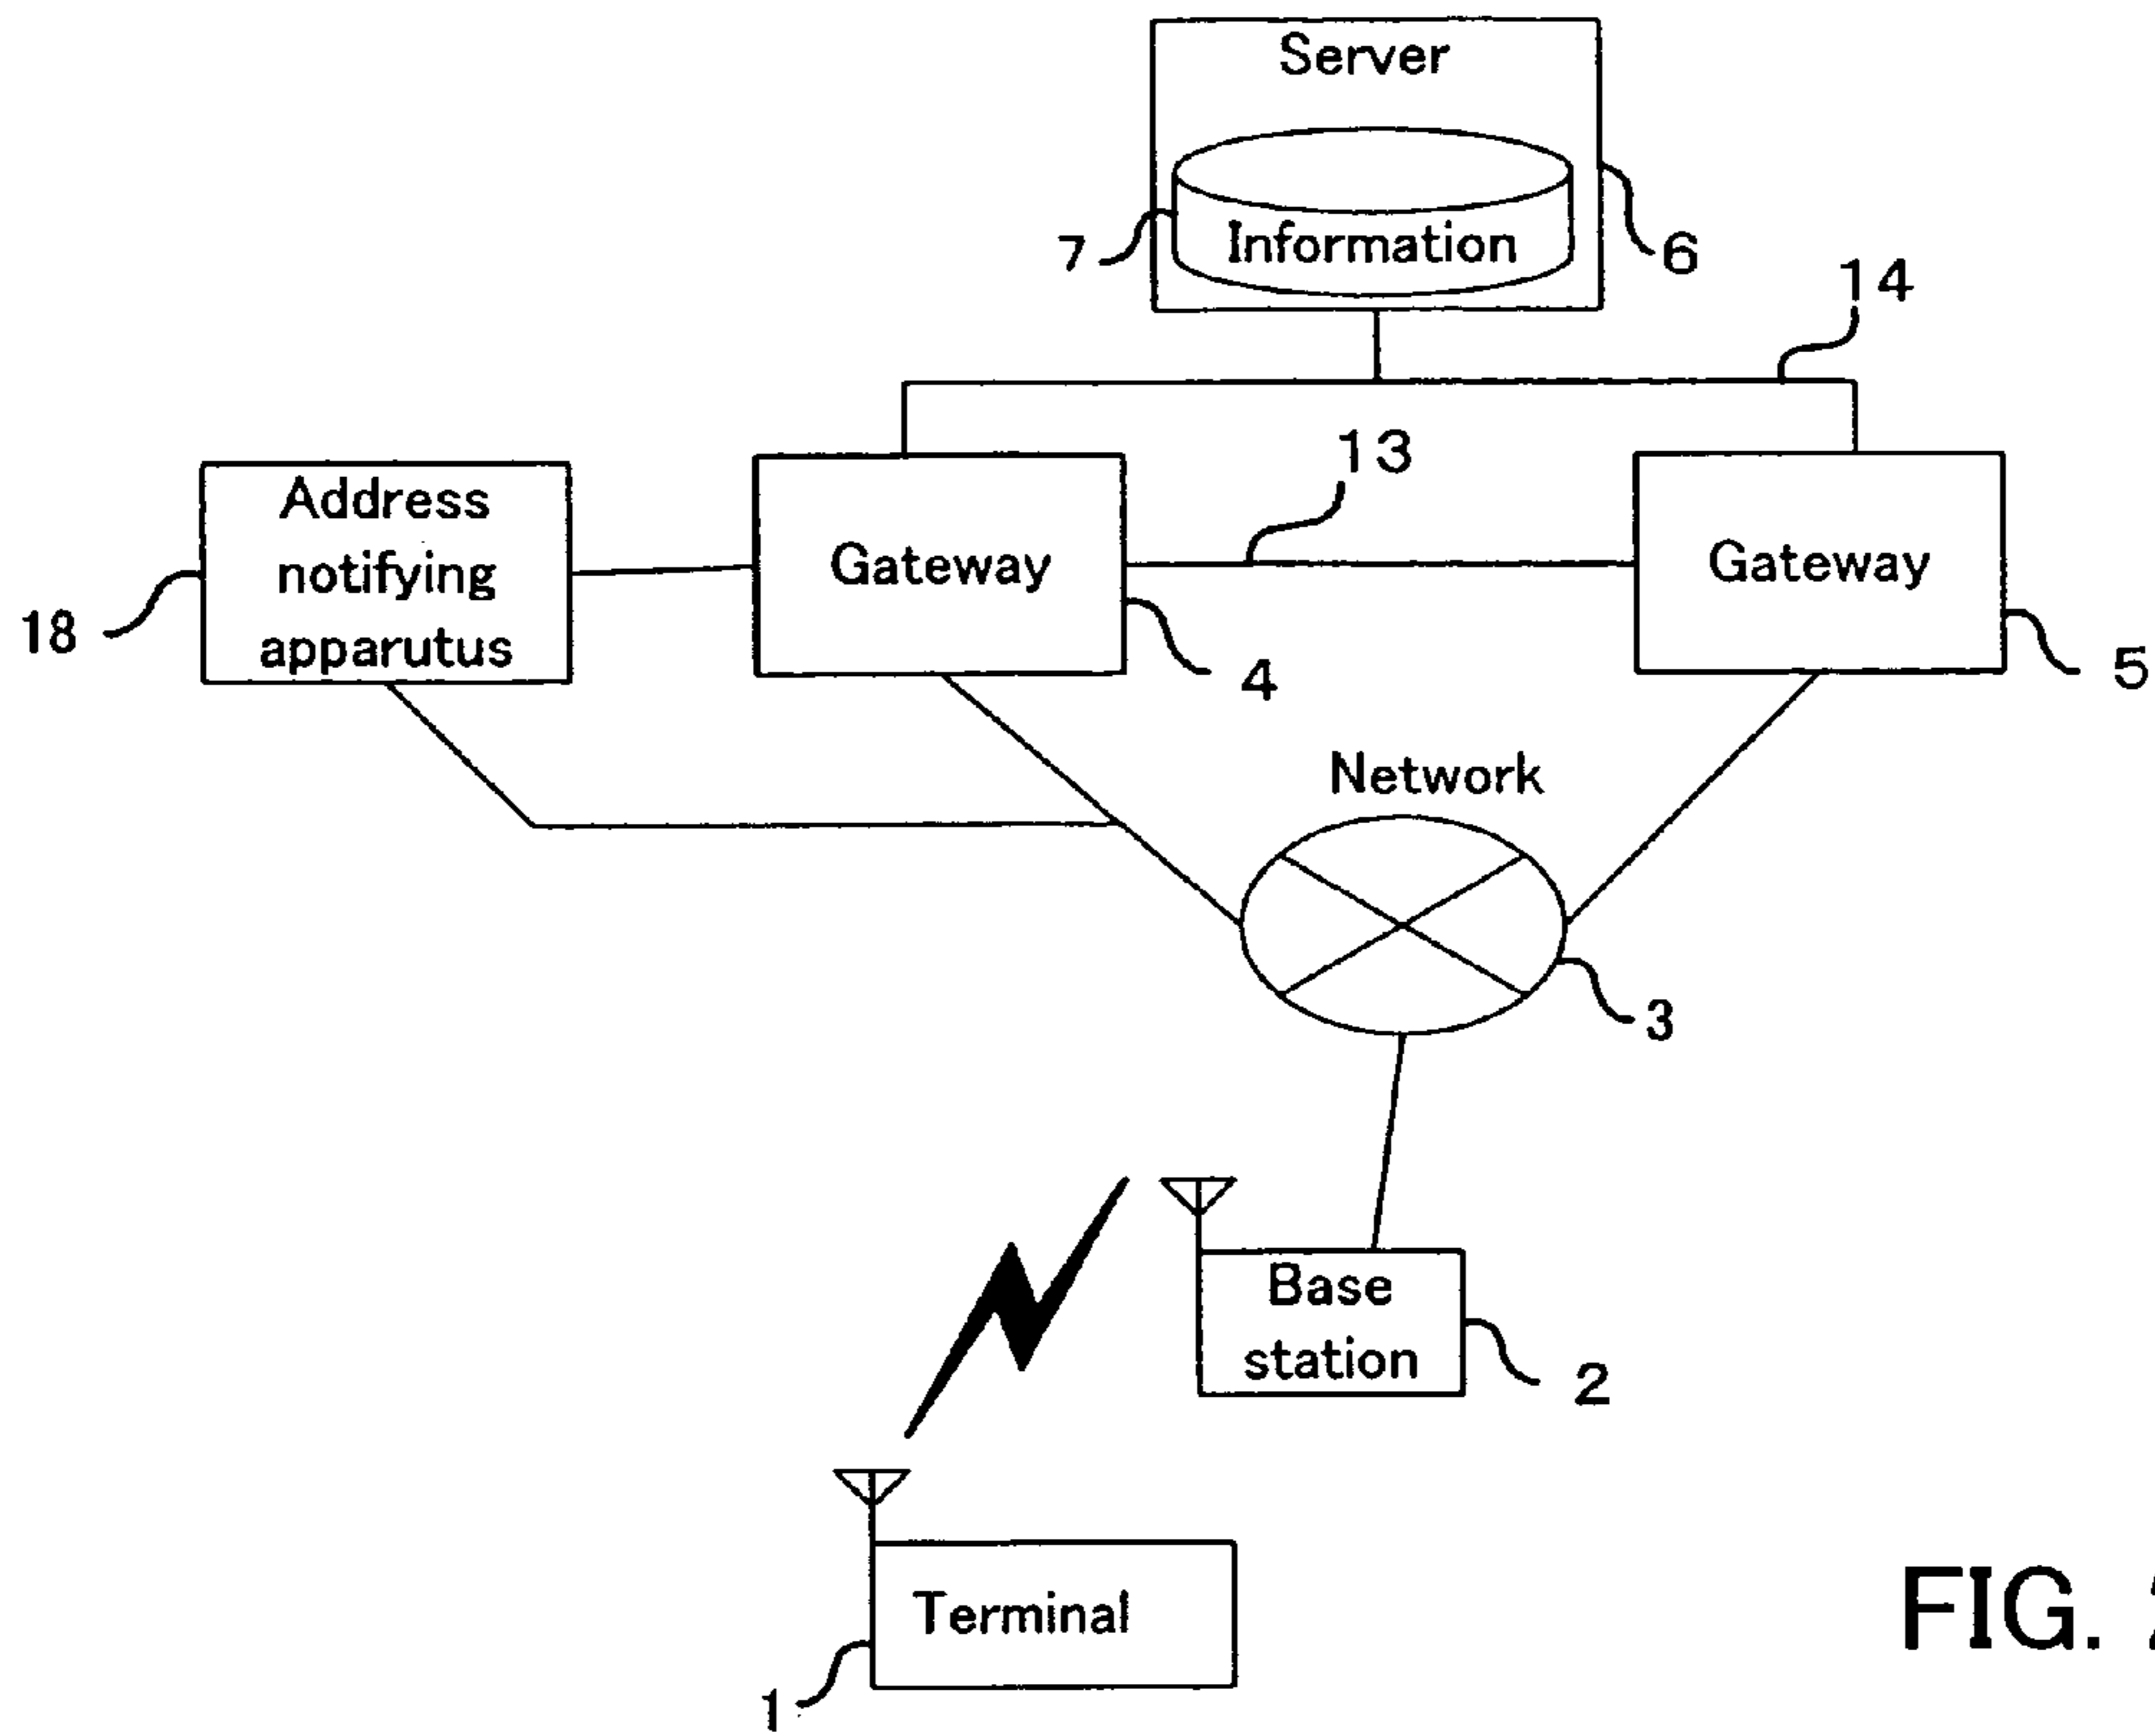 Server
Information
7
6
14
13
Address
notifying
apparutus
18
Gateway
4
Gateway
5
Network
3
Base
station
2
Terminal
1
FIG.